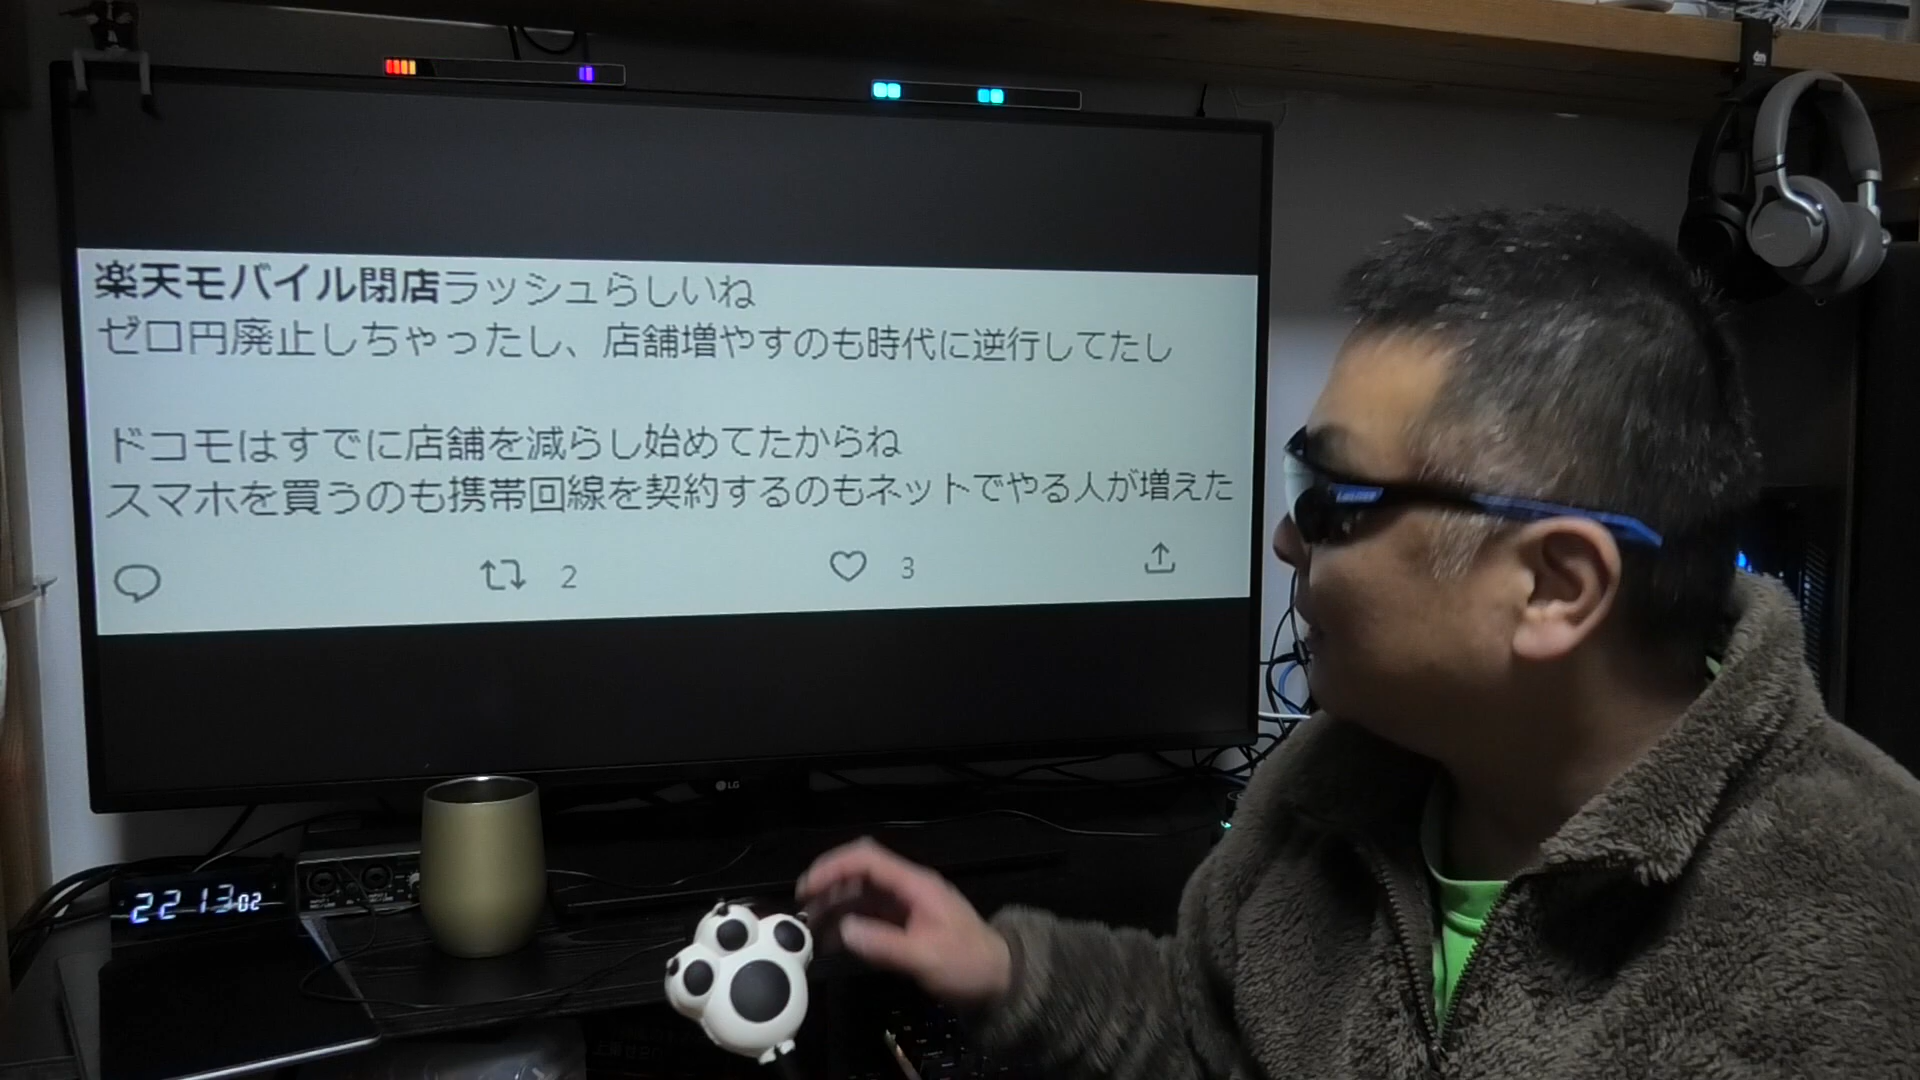 楽天モバイル閉店ラッシュらしいね
ゼロ円廃止しちゃったし、店舗増やすのも時代に逆行してたし
ドコモはすでに店舗を減らし始めてたからね
スマホを買うのも携帯回線を契約するのもネットでやる人が増えた
2 3
LG
22 13 02
dm